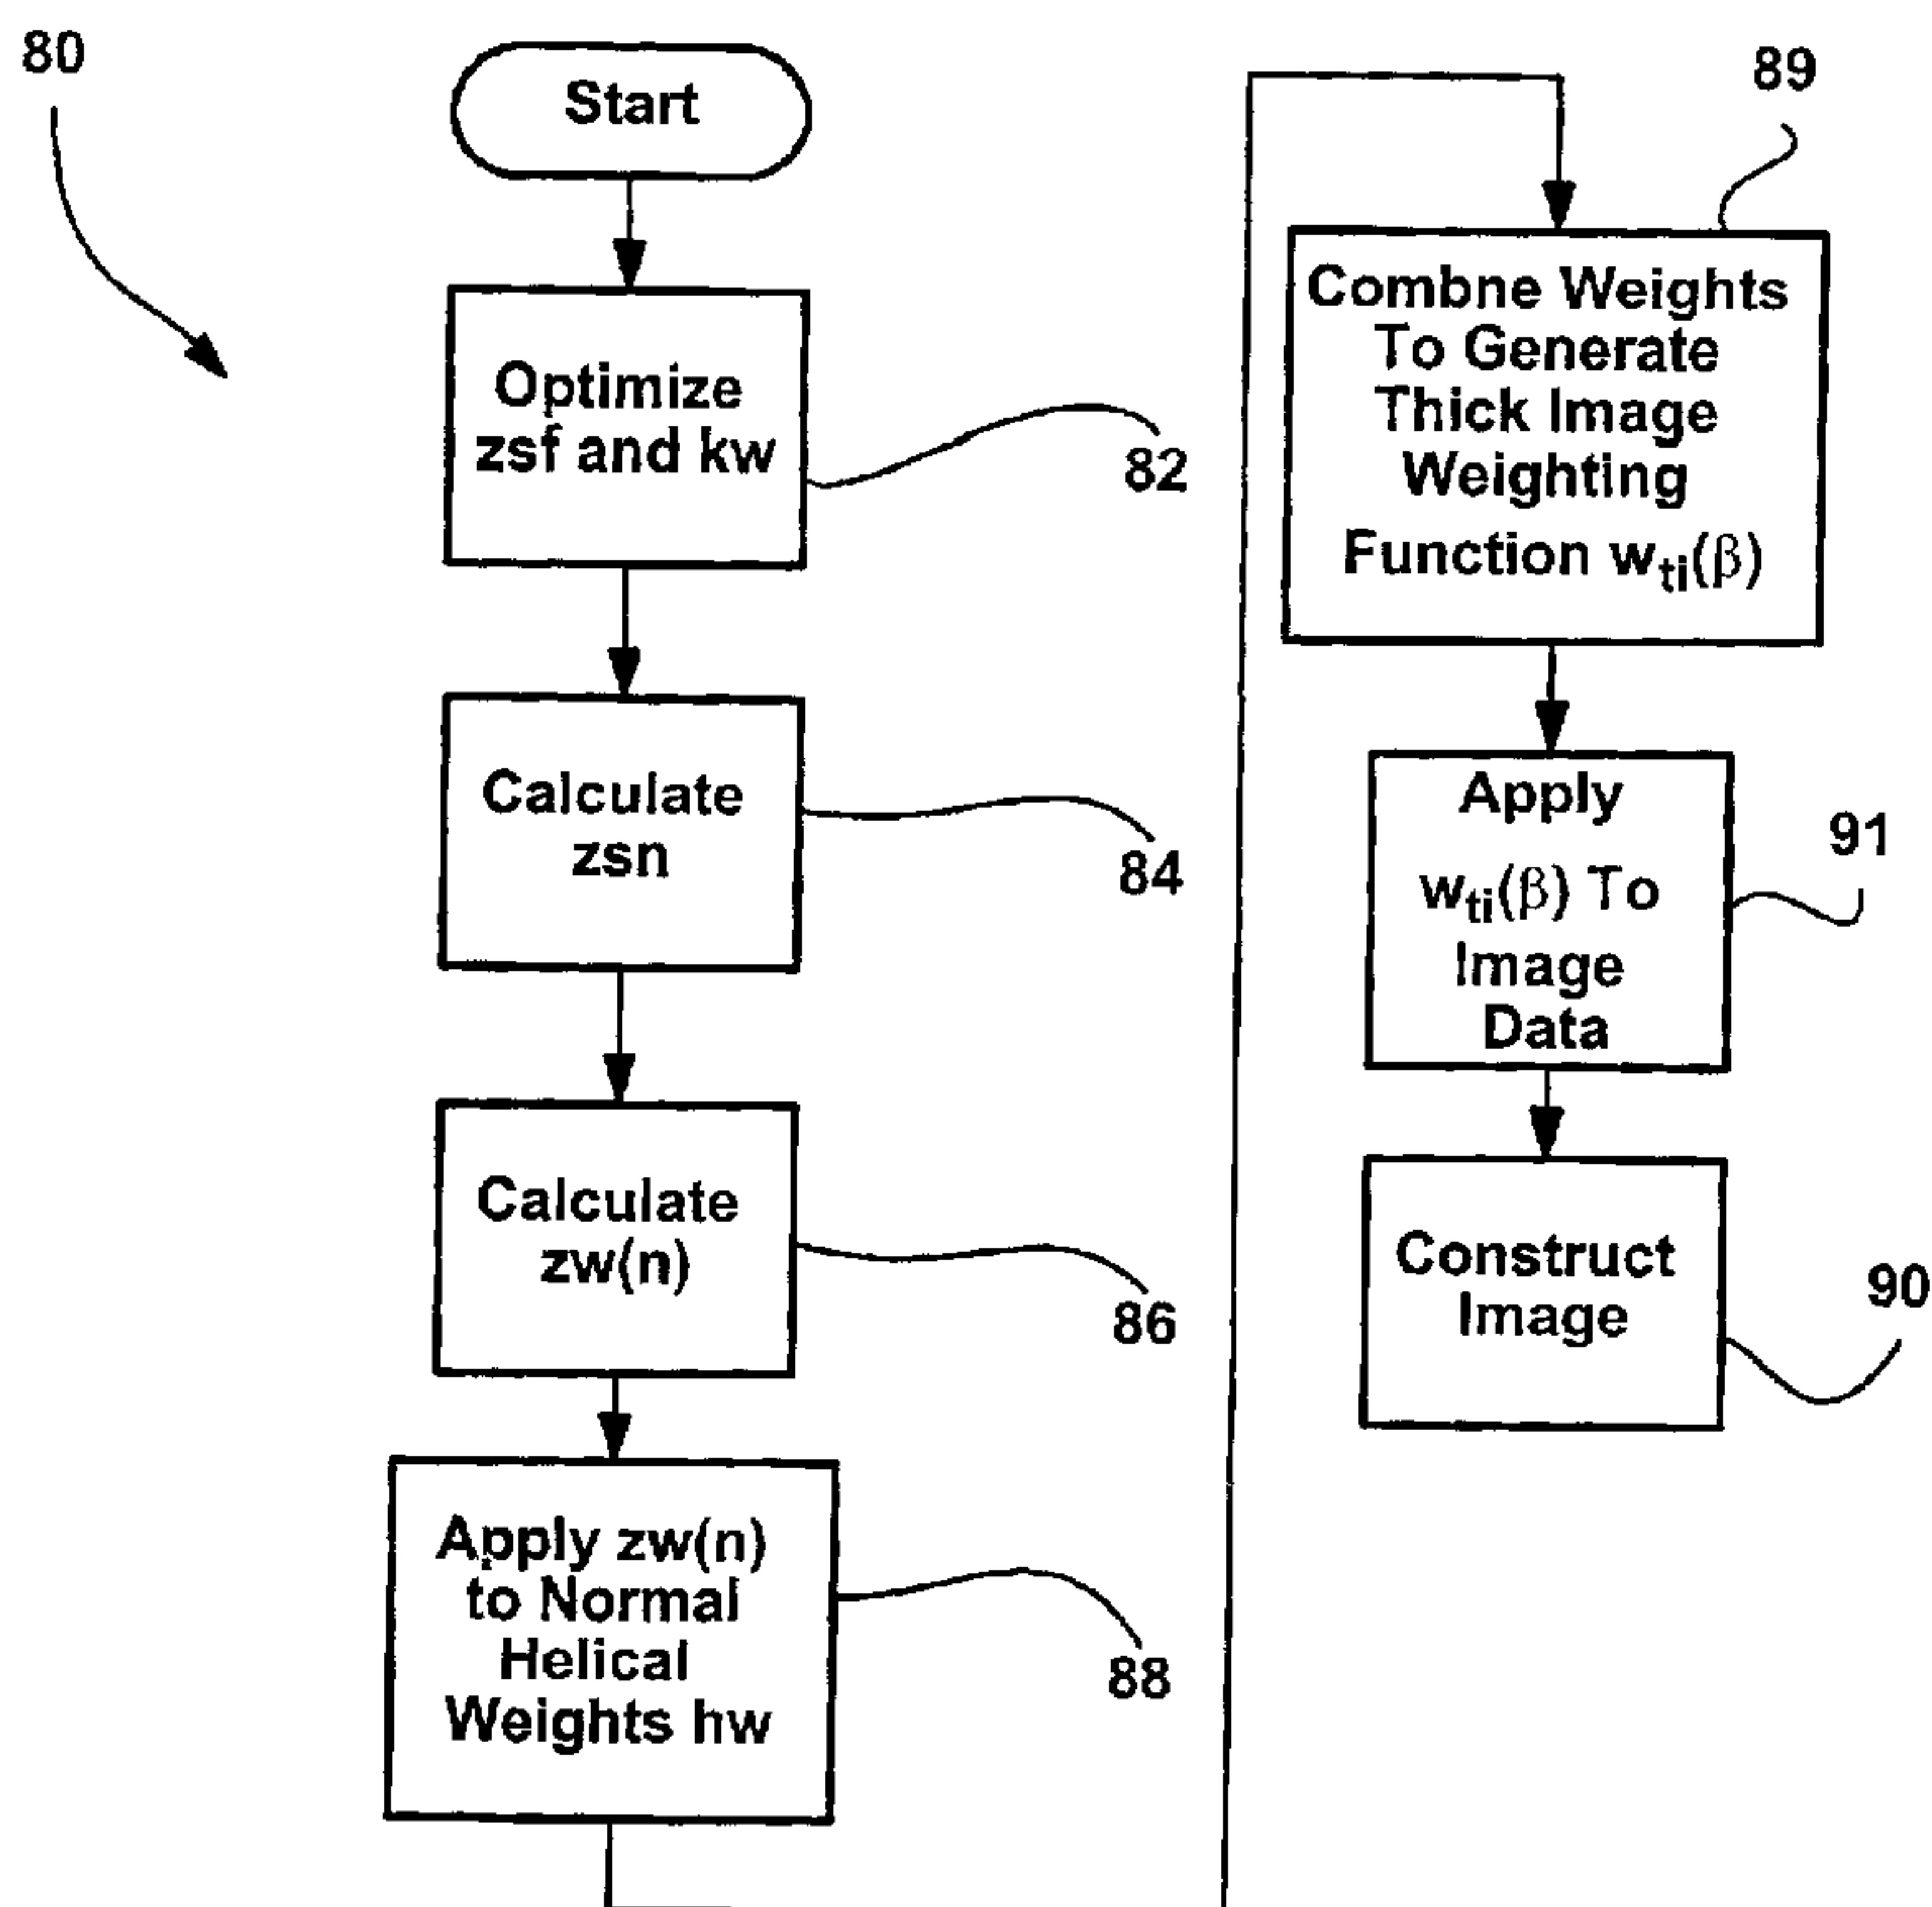 80
Start
Optimize
zsf and kw
82
Calculate
zsn
84
Calculate
zw(n)
86
Apply zw(n)
to Normal
Helical
Weights hw
88
89
Combne Weights
To Generate
Thick Image
Weighting
Function w_ti(β)
Apply
w_ti(β) To
Image
Data
91
Construct
Image
90